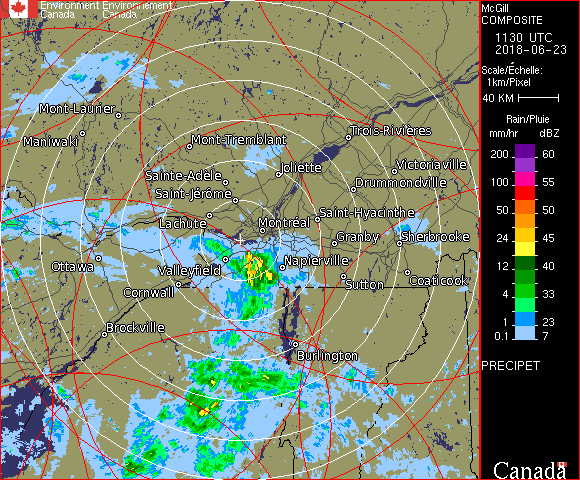 Environment Environnement
Canada Canada
McGill
COMPOSITE
1130 UTC
2018-06-23
Scale/Échelle:
1km/Pixel
40 KM
Rain/Pluie
mm/hr dBZ
200 60
100 55
50 50
24 45
12 40
4 33
1 23
0.1 7
PRECIPET
Canada
Mont-Laurier
Maniwaki
Mont-Tremblant
Trois-Rivières
Joliette
Victoriaville
Sainte-Adèle
Drummondville
Saint-Jérôme
Lachute
Saint-Hyacinthe
Montréal
Granby
Sherbrooke
Ottawa
Valleyfield
Napierville
Cornwall
Sutton
Coaticook
Brockville
Burlington